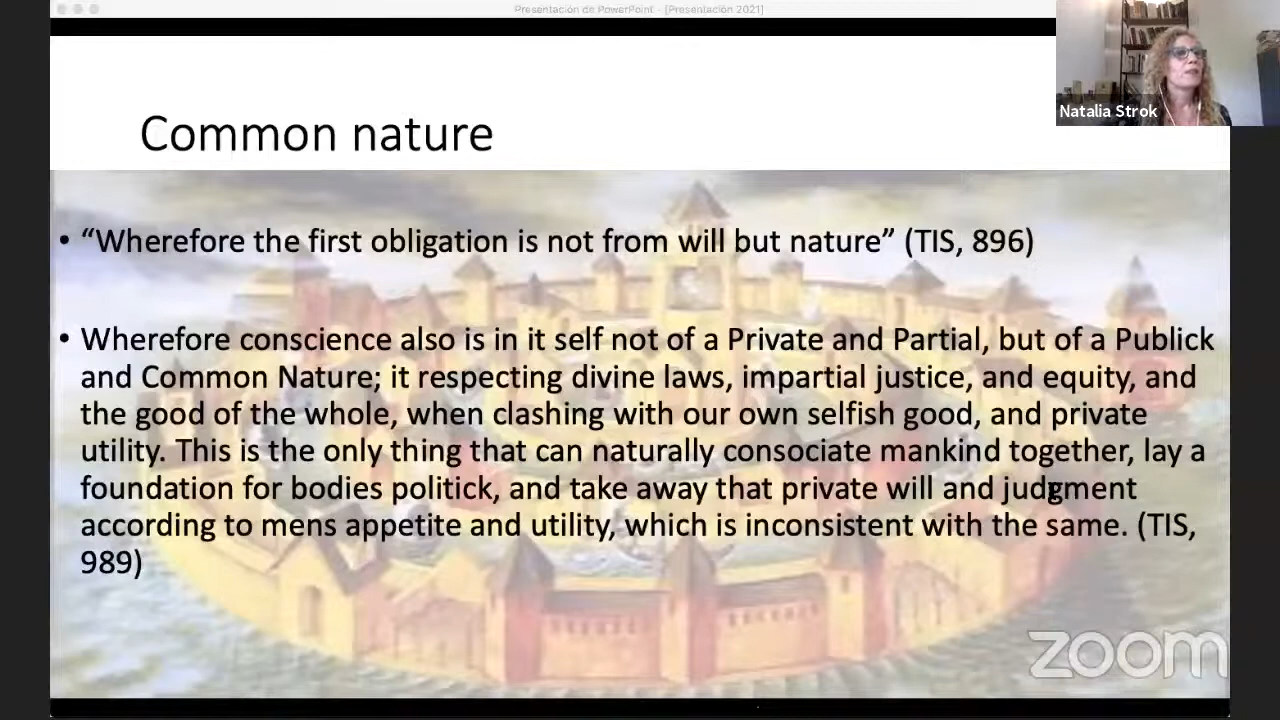 Presentación de PowerPoint - [Presentación 2021]
Natalia Strok
Common nature
• “Wherefore the first obligation is not from will but nature” (TIS, 896)
• Wherefore conscience also is in it self not of a Private and Partial, but of a Publick
and Common Nature; it respecting divine laws, impartial justice, and equity, and
the good of the whole, when clashing with our own selfish good, and private
utility. This is the only thing that can naturally consociate mankind together, lay a
foundation for bodies politick, and take away that private will and judgment
according to mens appetite and utility, which is inconsistent with the same. (TIS,
989)
zoom